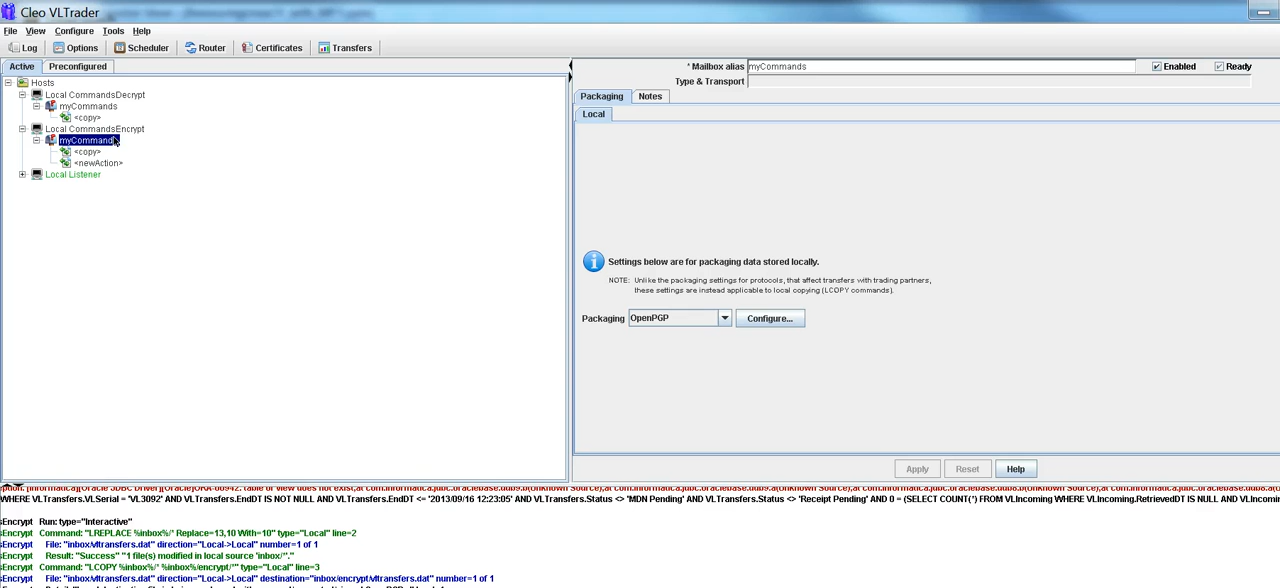 Cleo VLTrader
File View Configure Tools Help
Log Options Scheduler Router Certificates Transfers
Active Preconfigured
Hosts
Local CommandsDecrypt
myCommands
<copy>
Local CommandsEncrypt
myCommands
<copy>
<newAction>
Local Listener
* Mailbox alias myCommands Enabled Ready
Type & Transport
Packaging Notes
Local
Settings below are for packaging data stored locally.
NOTE: Unlike the packaging settings for protocols, that affect transfers with trading partners,
these settings are instead applicable to local copying (LCOPY commands).
Packaging OpenPGP Configure...
Apply Reset Help
WHERE VLTransfers.VLSerial = 'VL3092' AND VLTransfers.EndDT IS NOT NULL AND VLTransfers.EndDT <= '2013/09/16 12:23:05' AND VLTransfers.Status <> 'MDN Pending' AND VLTransfers.Status <> 'Receipt Pending' AND 0 = (SELECT COUNT(*) FROM VLIncoming WHERE VLIncoming.RetrievedDT IS NULL AND VLIncomin
sEncrypt Run: type="Interactive"
sEncrypt Command: "LREPLACE %inbox%/* Replace=13,10 With=10" type="Local" line=2
sEncrypt File: "inbox/vltransfers.dat" direction="Local->Local" number=1 of 1
sEncrypt Result: "Success" "1 file(s) modified in local source 'inbox/*'."
sEncrypt Command: "LCOPY %inbox%/* %inbox%/encrypt/*" type="Local" line=3
sEncrypt File: "inbox/vltransfers.dat" direction="Local->Local" destination="inbox/encrypt/vltransfers.dat" number=1 of 1